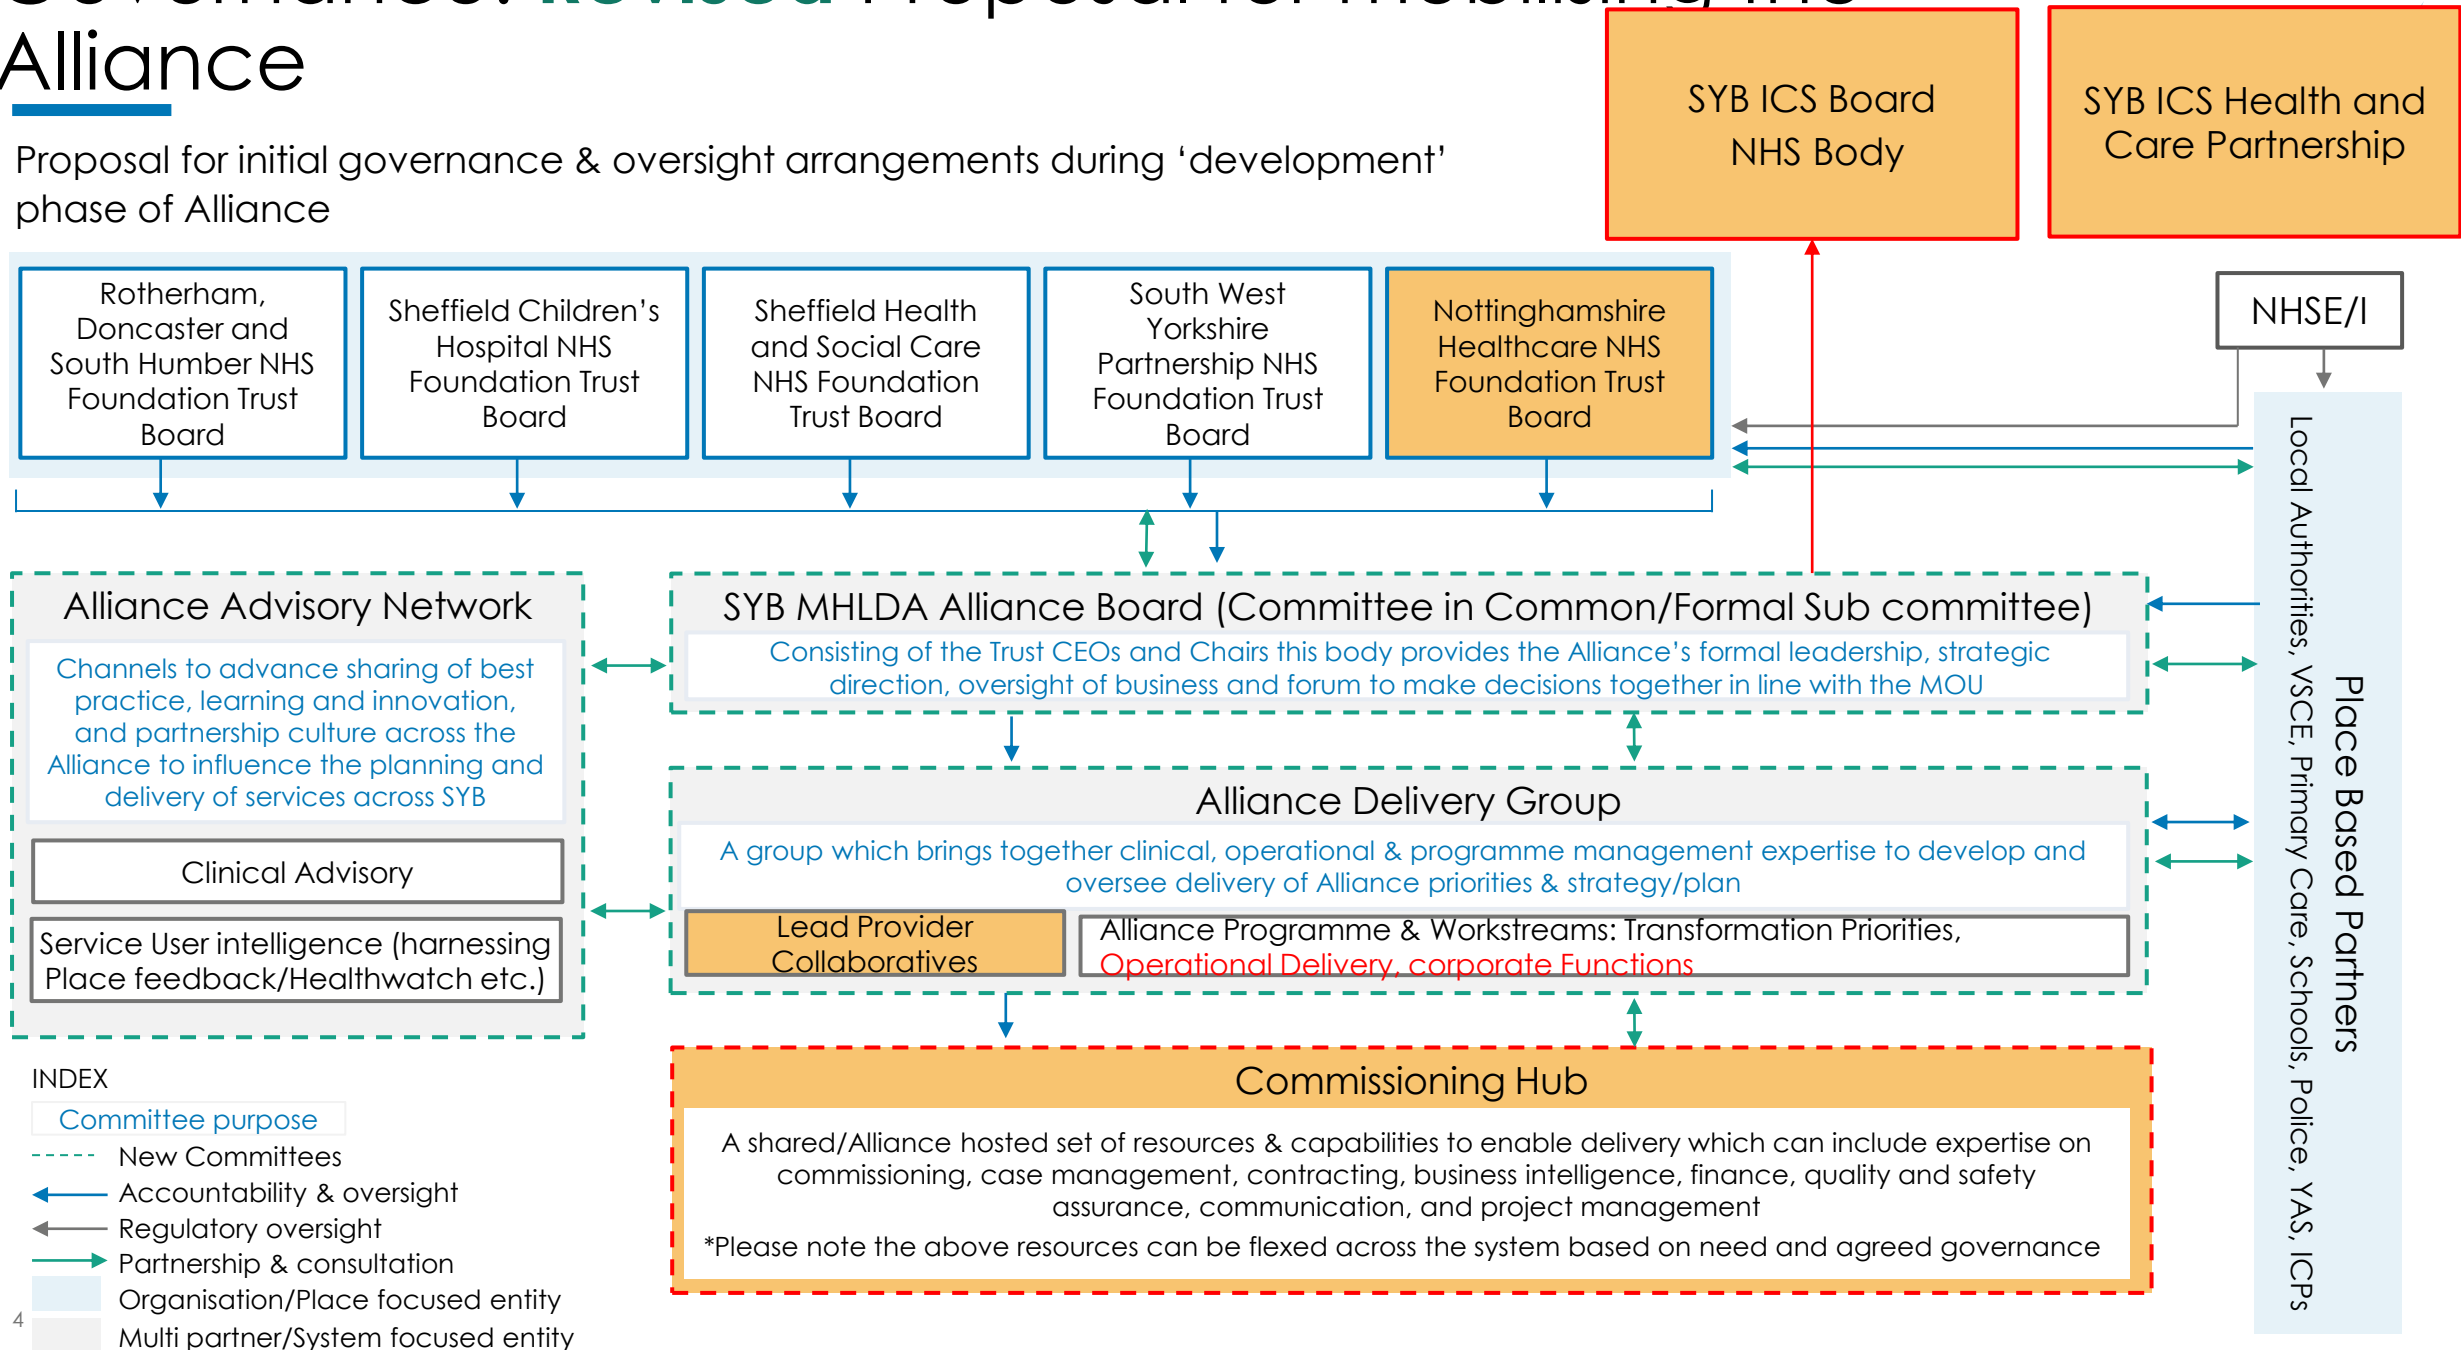 Governance: Revised Proposal for mobilising the
Alliance
Proposal for initial governance & oversight arrangements during ‘development’
phase of Alliance
SYB ICS Board
NHS Body
SYB ICS Health and
Care Partnership
Rotherham,
Doncaster and
South Humber NHS
Foundation Trust
Board
Sheffield Children’s
Hospital NHS
Foundation Trust
Board
Sheffield Health
and Social Care
NHS Foundation
Trust Board
South West
Yorkshire
Partnership NHS
Foundation Trust
Board
Nottinghamshire
Healthcare NHS
Foundation Trust
Board
NHSE/I
Place Based Partners
Local Authorities, VSCE, Primary Care, Schools, Police, YAS, ICPs
Alliance Advisory Network
Channels to advance sharing of best
practice, learning and innovation,
and partnership culture across the
Alliance to influence the planning and
delivery of services across SYB
Clinical Advisory
Service User intelligence (harnessing
Place feedback/Healthwatch etc.)
SYB MHLDA Alliance Board (Committee in Common/Formal Sub committee)
Consisting of the Trust CEOs and Chairs this body provides the Alliance’s formal leadership, strategic
direction, oversight of business and forum to make decisions together in line with the MOU
Alliance Delivery Group
A group which brings together clinical, operational & programme management expertise to develop and
oversee delivery of Alliance priorities & strategy/plan
Lead Provider
Collaboratives
Alliance Programme & Workstreams: Transformation Priorities,
Operational Delivery, corporate Functions
Commissioning Hub
A shared/Alliance hosted set of resources & capabilities to enable delivery which can include expertise on
commissioning, case management, contracting, business intelligence, finance, quality and safety
assurance, communication, and project management
*Please note the above resources can be flexed across the system based on need and agreed governance
INDEX
Committee purpose
New Committees
Accountability & oversight
Regulatory oversight
Partnership & consultation
Organisation/Place focused entity
Multi partner/System focused entity
4